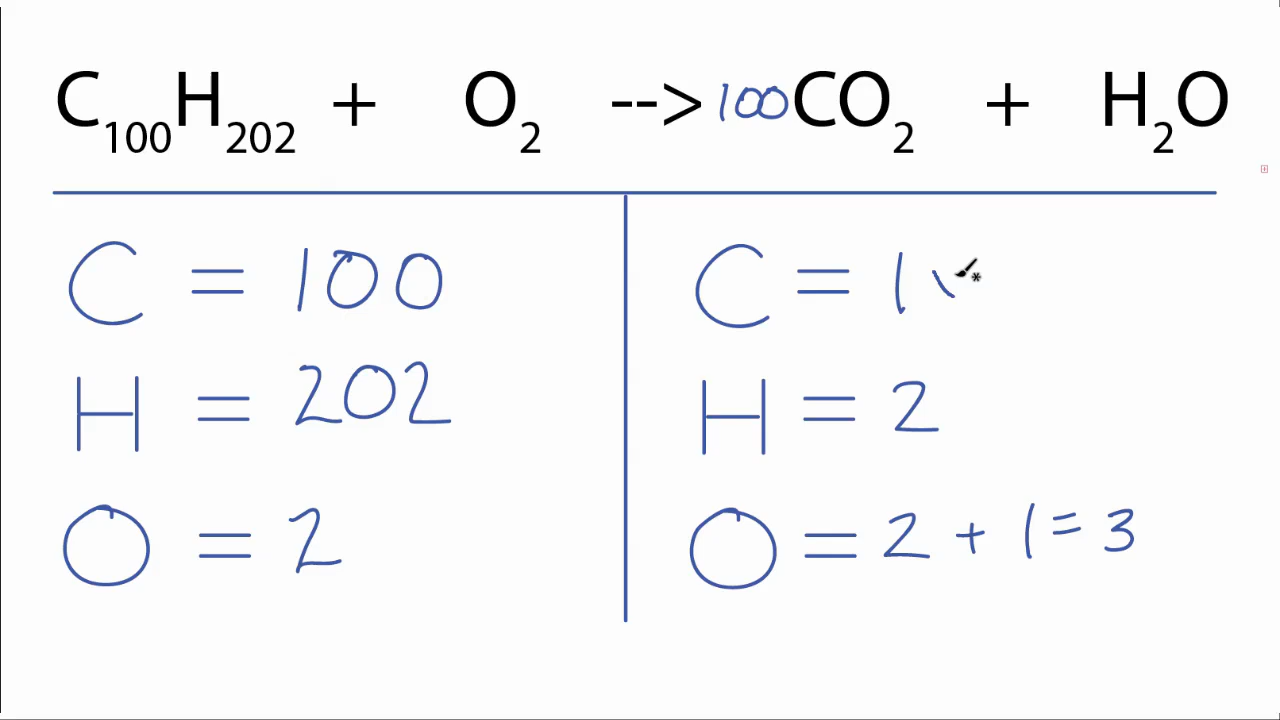 C₁₀₀H₂₀₂ + O₂ --> 100CO₂ + H₂O
C = 100
C = 1 x
H = 202
H = 2
O = 2
O = 2 + 1 = 3